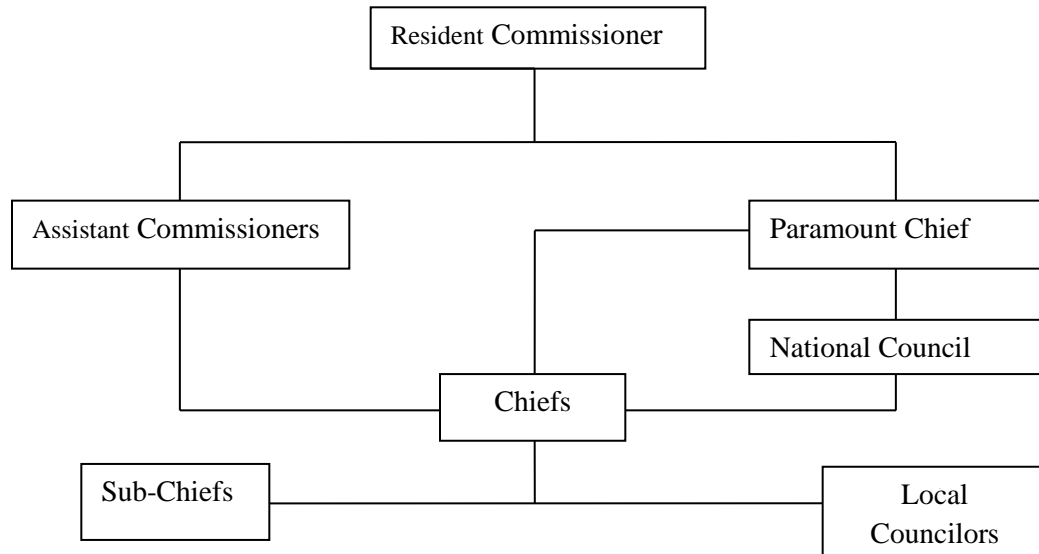 Resident Commissioner
Assistant Commissioners
Paramount Chief
National Council
Chiefs
Sub-Chiefs
Local
Councilors